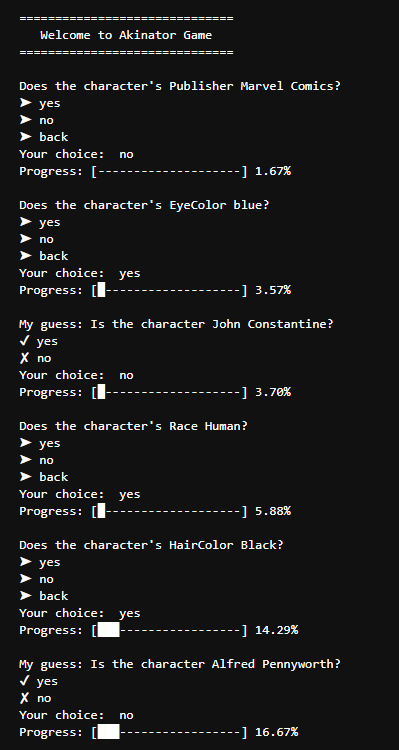 ==============================
Welcome to Akinator Game
==============================
Does the character's Publisher Marvel Comics?
➤ yes
➤ no
➤ back
Your choice:  no
Progress: [--------------------] 1.67%
Does the character's EyeColor blue?
➤ yes
➤ no
➤ back
Your choice:  yes
Progress: [█-------------------] 3.57%
My guess: Is the character John Constantine?
✓ yes
✗ no
Your choice:  no
Progress: [█-------------------] 3.70%
Does the character's Race Human?
➤ yes
➤ no
➤ back
Your choice:  yes
Progress: [█-------------------] 5.88%
Does the character's HairColor Black?
➤ yes
➤ no
➤ back
Your choice:  yes
Progress: [███-----------------] 14.29%
My guess: Is the character Alfred Pennyworth?
✓ yes
✗ no
Your choice:  no
Progress: [███-----------------] 16.67%